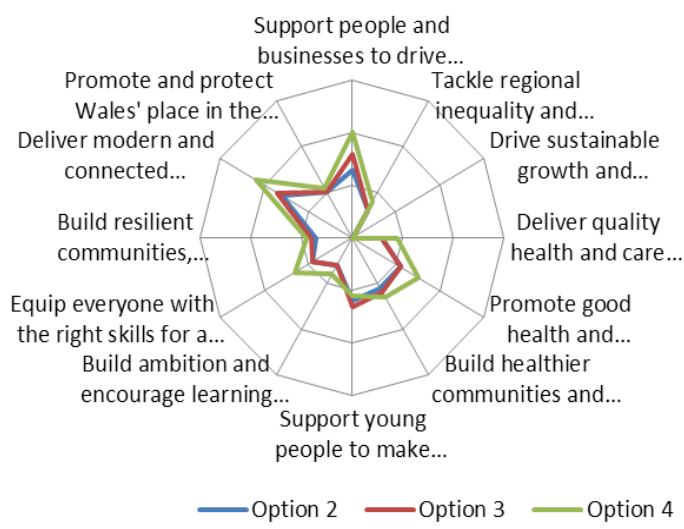 Support people and
businesses to drive...
Tackle regional
inequality and...
Drive sustainable
growth and...
Deliver quality
health and care...
Promote good
health and...
Build healthier
communities and...
Support young
people to make...
Build ambition and
encourage learning...
Equip everyone with
the right skills for a...
Build resilient
communities,...
Deliver modern and
connected...
Promote and protect
Wales' place in the...
Option 2
Option 3
Option 4